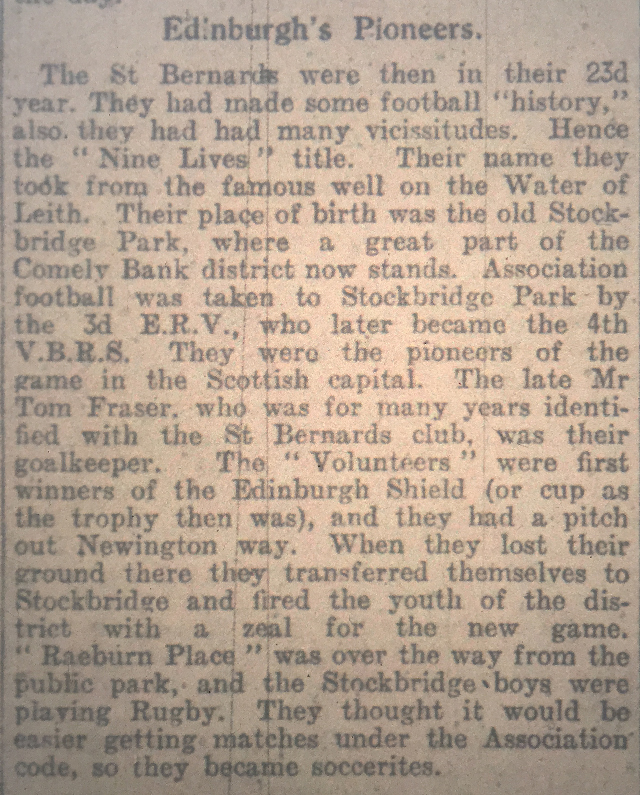 Edinburgh's Pioneers.
The St Bernards were then in their 23d
year. They had made some football "history,"
also. they had had many vicissitudes. Hence
the "Nine Lives" title. Their name they
took from the famous well on the Water of
Leith. Their place of birth was the old Stock-
bridge Park, where a great part of the
Comely Bank district now stands. Association
football was taken to Stockbridge Park by
the 3d E.R.V., who later became the 4th
V.B.R.S. They were the pioneers of the
game in the Scottish capital. The late Mr
Tom Fraser. who was for many years identi-
fied with the St Bernards club, was their
goalkeeper. The "Volunteers" were first
winners of the Edinburgh Shield (or cup as
the trophy then was), and they had a pitch
out Newington way. When they lost their
ground there they transferred themselves to
Stockbridge and fired the youth of the dis-
trict with a zeal for the new game.
"Raeburn Place" was over the way from the
public park, and the Stockbridge boys were
playing Rugby. They thought it would be
easier getting matches under the Association
code, so they became soccerites.